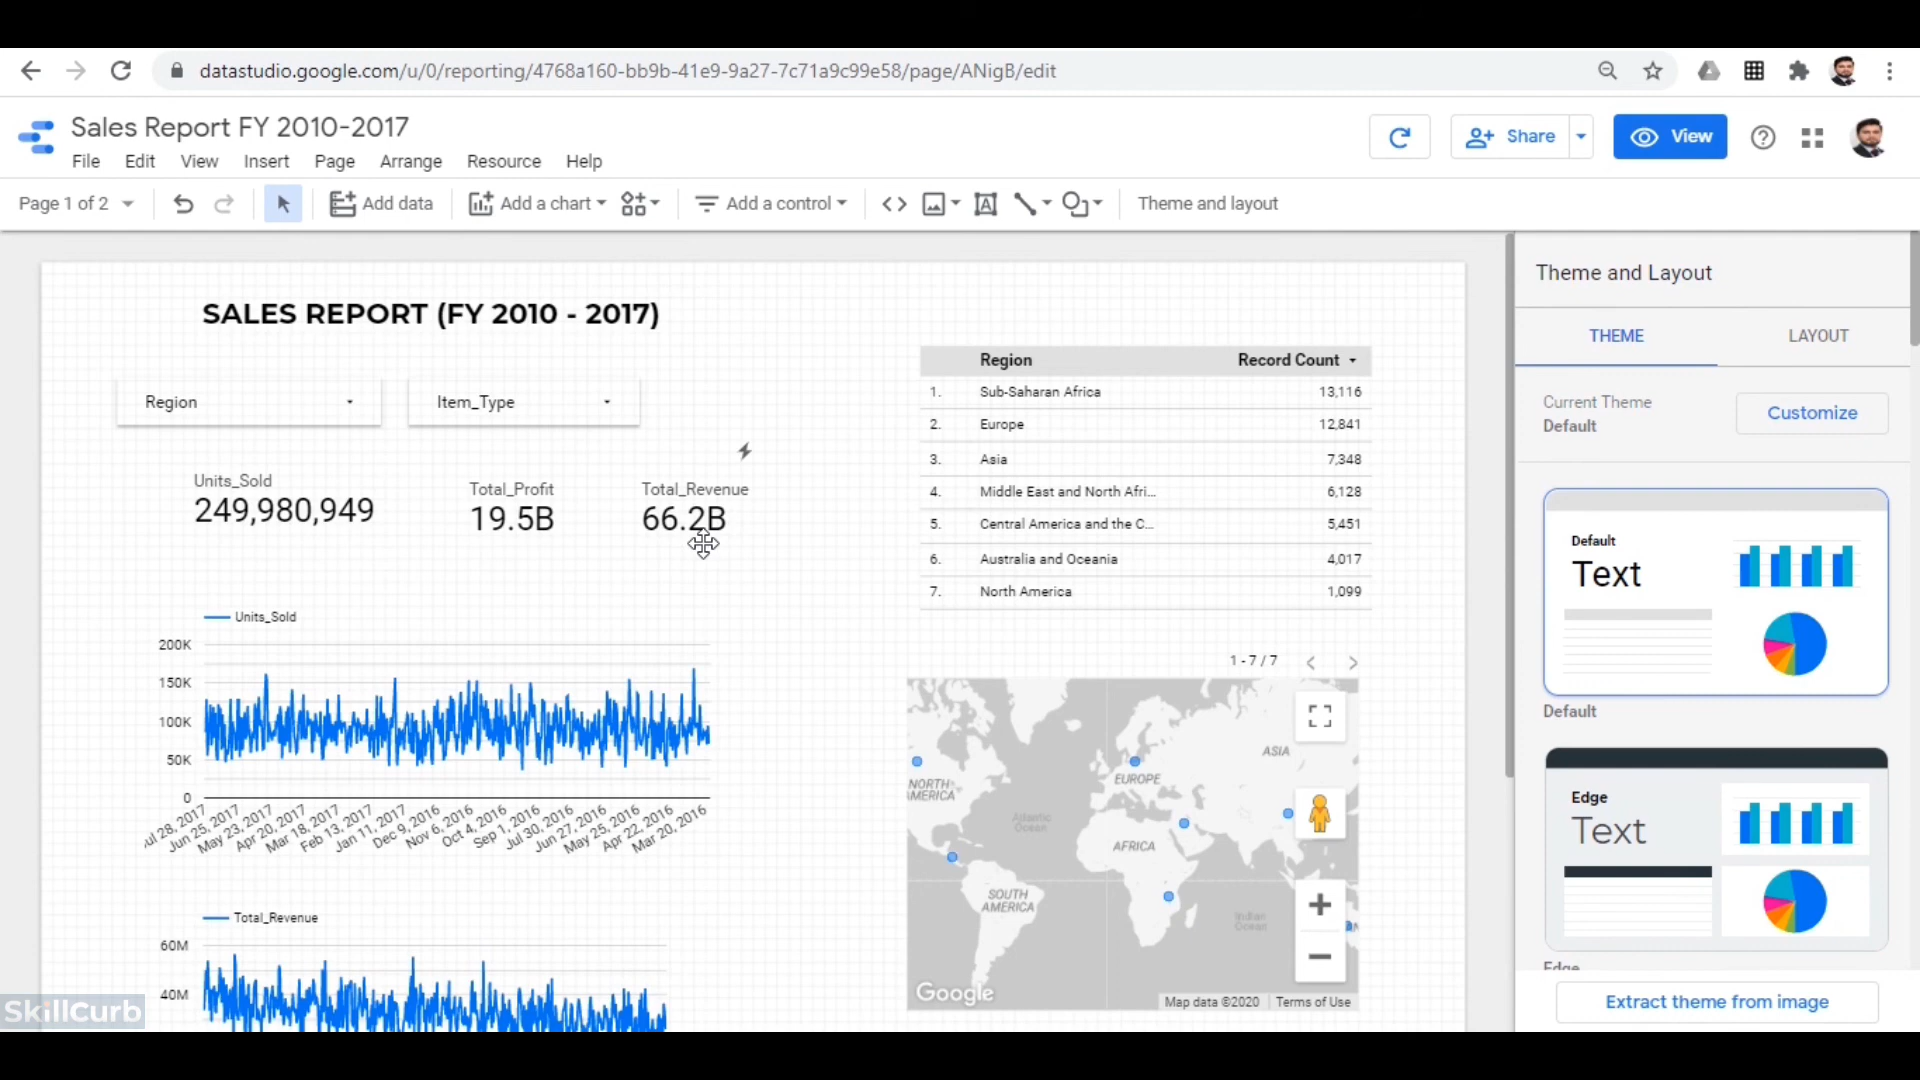 datastudio.google.com/u/0/reporting/4768a160-bb9b-41e9-9a27-7c71a9c99e58/page/ANigB/edit
Sales Report FY 2010-2017
File Edit View Insert Page Arrange Resource Help
Share
View
Page 1 of 2
Add data
Add a chart
Add a control
Theme and layout
SALES REPORT (FY 2010 - 2017)
Region
Item_Type
Units_Sold
249,980,949
Total_Profit
19.5B
Total_Revenue
66.2B
Region Record Count
1. Sub-Saharan Africa 13,116
2. Europe 12,841
3. Asia 7,348
4. Middle East and North Afri... 6,128
5. Central America and the C... 5,451
6. Australia and Oceania 4,017
7. North America 1,099
1 - 7 / 7
Units_Sold
200K
150K
100K
50K
0
Jun 25, 2017
May 23, 2017
Apr 20, 2017
Mar 18, 2017
Feb 13, 2017
Jan 11, 2017
Dec 9, 2016
Nov 6, 2016
Oct 4, 2016
Sep 1, 2016
Jul 30, 2016
Jun 27, 2016
May 25, 2016
Apr 22, 2016
Mar 20, 2016
Total_Revenue
60M
40M
ASIA
EUROPE
NORTH
Atlantic
Ocean
AFRICA
SOUTH
AMERICA
Indian
Ocean
Google
Map data ©2020
Terms of Use
Theme and Layout
THEME
LAYOUT
Current Theme
Default
Customize
Default
Text
Default
Edge
Text
Edge
Extract theme from image
SkillCurb